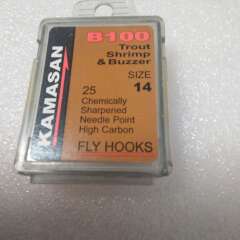 KAMASAN
B100
Trout
Shrimp
& Buzzer
SIZE
25 14
Chemically
Sharpened
Needle Point
High Carbon
FLY HOOKS